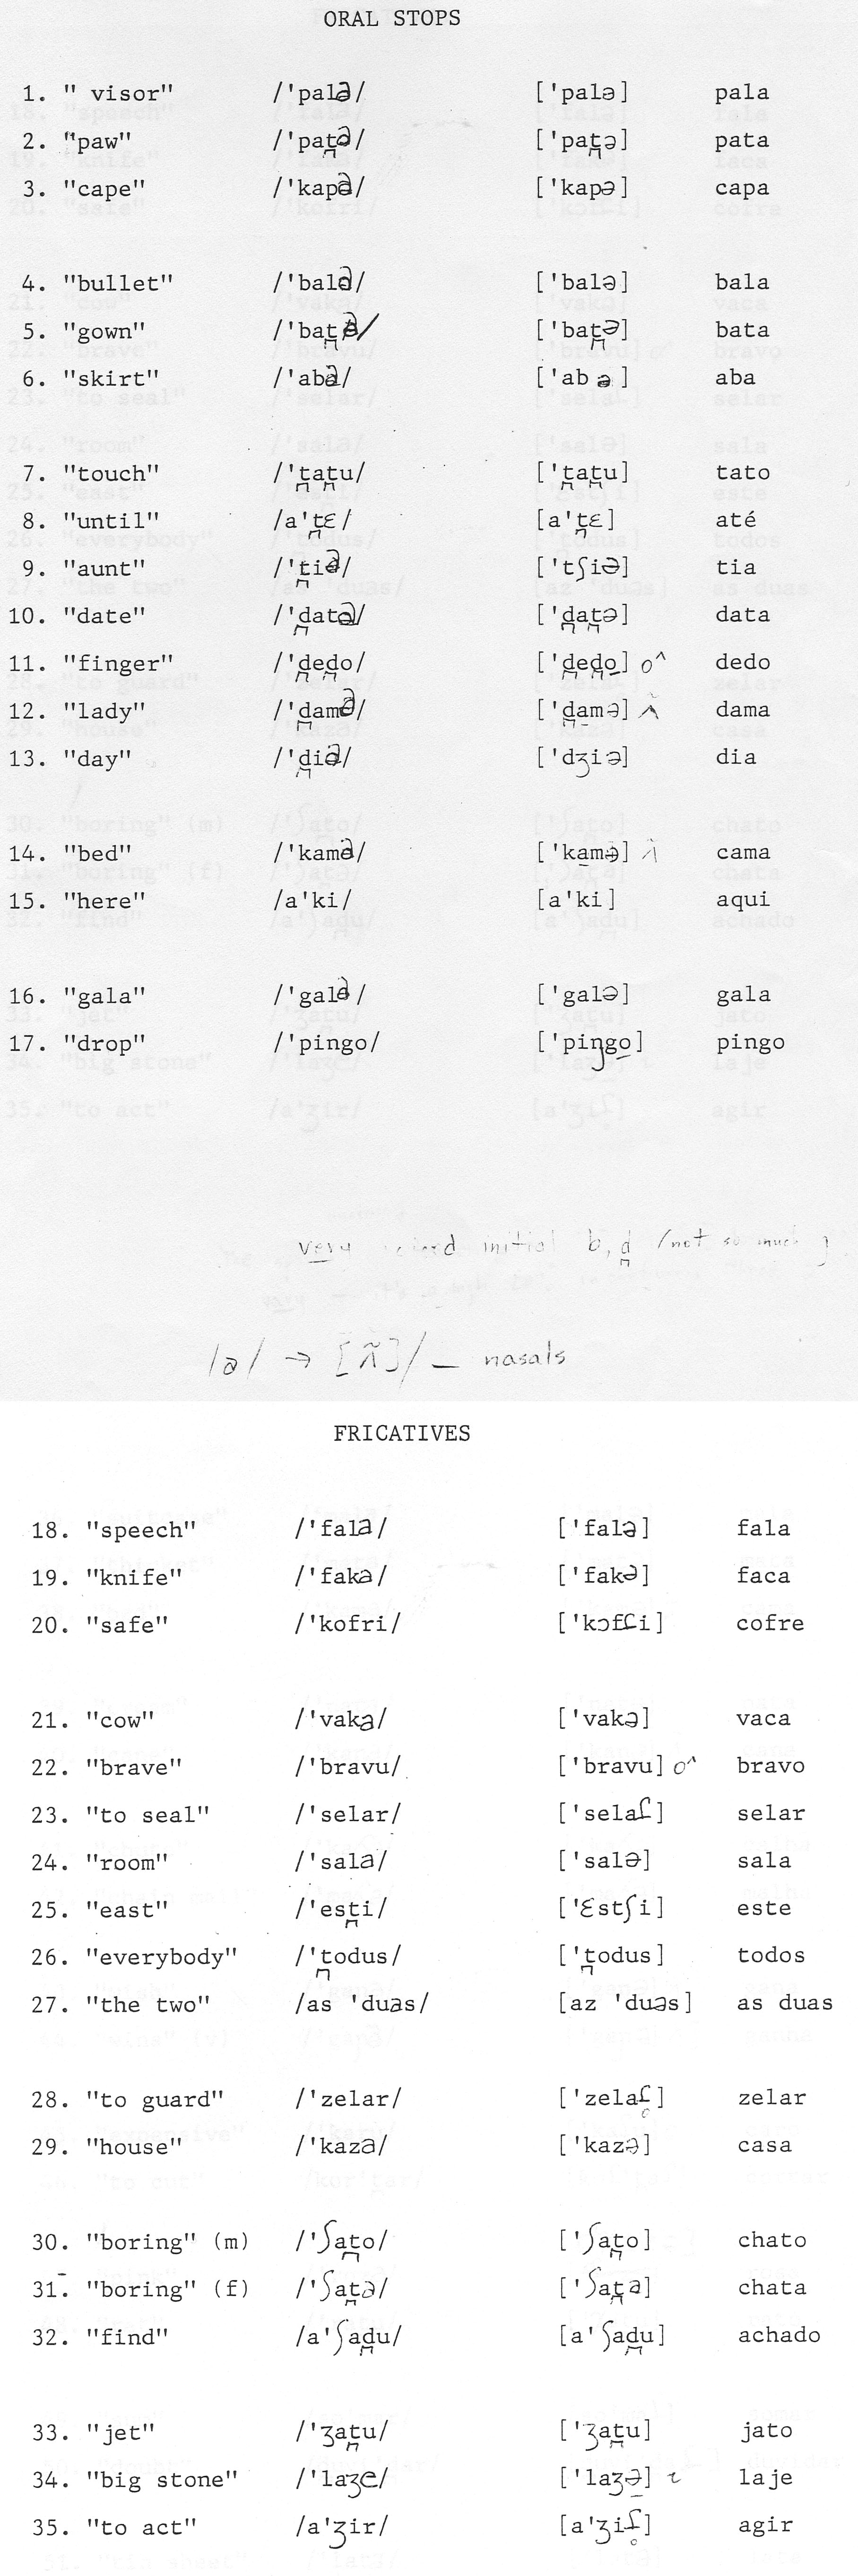 ORAL STOPS
1. " visor" /'palə/ ['palə] pala
2. "paw" /'pat̪ə/ ['pat̪ə] pata
3. "cape" /'kapə/ ['kapə] capa
4. "bullet" /'balə/ ['balə] bala
5. "gown" /'bat̪ə/ ['bat̪ə] bata
6. "skirt" /'abə/ ['abə] aba
7. "touch" /'t̪at̪u/ ['t̪at̪u] tato
8. "until" /a't̪ɛ/ [a't̪ɛ] até
9. "aunt" /'t̪iə/ ['tʃiə] tia
10. "date" /'d̪atə/ ['d̪at̪ə] data
11. "finger" /'d̪ed̪o/ ['d̪ed̪o] o^ dedo
12. "lady" /'d̪amə/ ['d̪amə] ʌ̃ dama
13. "day" /'d̪iə/ ['dʒiə] dia
14. "bed" /'kamə/ ['kamə] ʌ̃ cama
15. "here" /a'ki/ [a'ki] aqui
16. "gala" /'galə/ ['galə] gala
17. "drop" /'pingo/ ['piŋgo] pingo
very initial b, d̪ (not so much
/ə/ → [ʌ̃]/ — nasals
FRICATIVES
18. "speech" /'falə/ ['falə] fala
19. "knife" /'fakə/ ['fakə] faca
20. "safe" /'kofri/ ['kɔfɾi] cofre
21. "cow" /'vakə/ ['vakə] vaca
22. "brave" /'bravu/ ['bravu] o^ bravo
23. "to seal" /'selar/ ['selaɾ] selar
24. "room" /'salə/ ['salə] sala
25. "east" /'est̪i/ ['ɛstʃi] este
26. "everybody" /'t̪odus/ ['t̪odus] todos
27. "the two" /as 'duəs/ [az 'duəs] as duas
28. "to guard" /'zelar/ ['zelaɾ̥] zelar
29. "house" /'kazə/ ['kazə] casa
30. "boring" (m) /'ʃat̪o/ ['ʃat̪o] chato
31. "boring" (f) /'ʃat̪ə/ ['ʃat̪ə] chata
32. "find" /a'ʃad̪u/ [a'ʃad̪u] achado
33. "jet" /'ʒat̪u/ ['ʒat̪u] jato
34. "big stone" /'laʒe/ ['laʒə] ɩ laje
35. "to act" /a'ʒir/ [a'ʒiɾ̥] agir